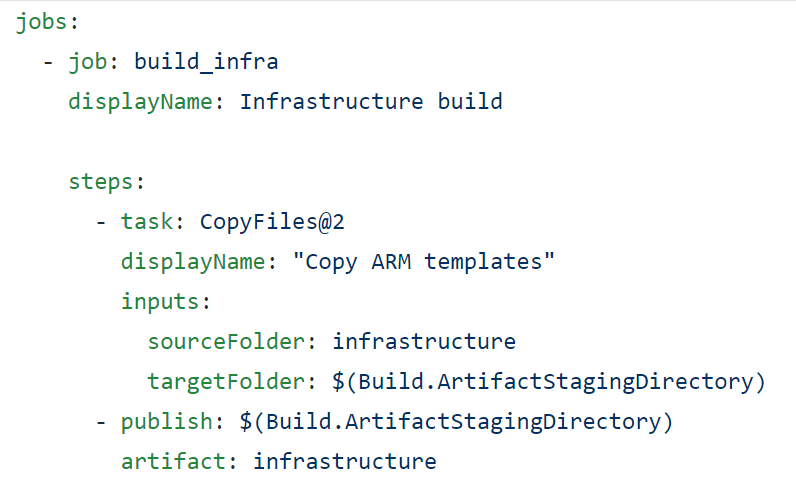 jobs:
  - job: build_infra
    displayName: Infrastructure build

    steps:
      - task: CopyFiles@2
        displayName: "Copy ARM templates"
        inputs:
          sourceFolder: infrastructure
          targetFolder: $(Build.ArtifactStagingDirectory)
      - publish: $(Build.ArtifactStagingDirectory)
        artifact: infrastructure